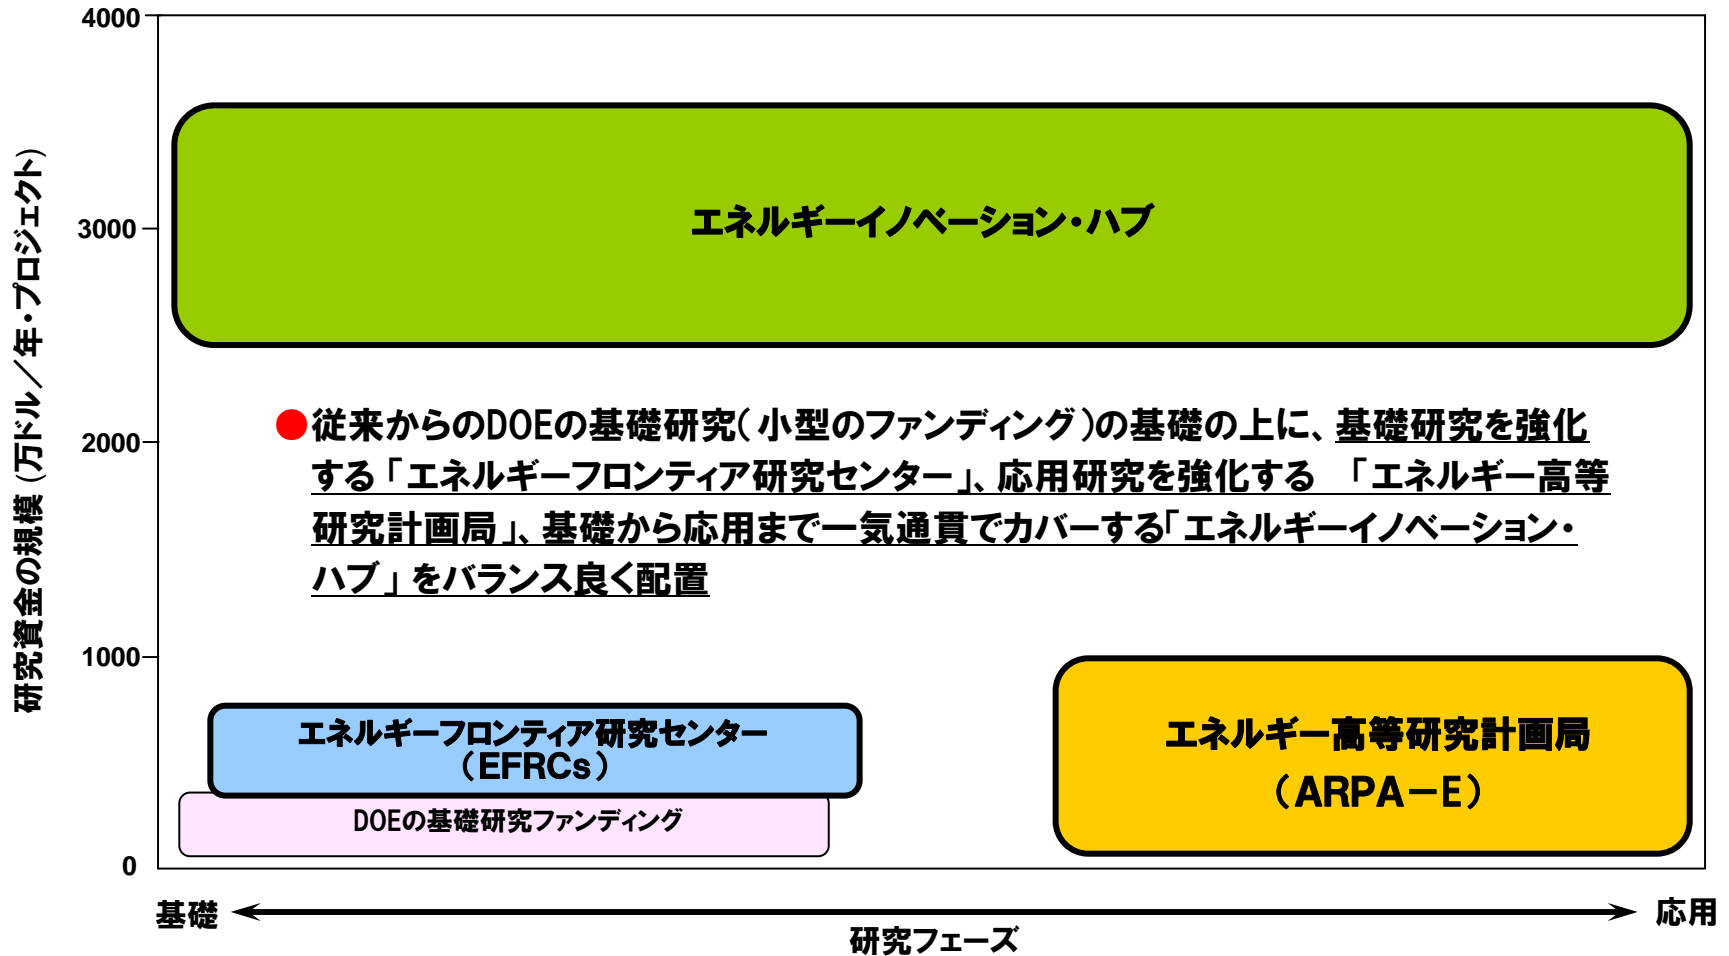 4000
3000
2000
1000
0
研究資金の規模(万ドル/年・プロジェクト)
エネルギーイノベーション・ハブ
●従来からのDOEの基礎研究(小型のファンディング)の基礎の上に、基礎研究を強化
する「エネルギーフロンティア研究センター」、応用研究を強化する 「エネルギー高等
研究計画局」、基礎から応用まで一気通貫でカバーする「エネルギーイノベーション・
ハブ」をバランス良く配置
エネルギーフロンティア研究センター
(EFRCs)
DOEの基礎研究ファンディング
エネルギー高等研究計画局
(ARPA-E)
基礎
応用
研究フェーズ